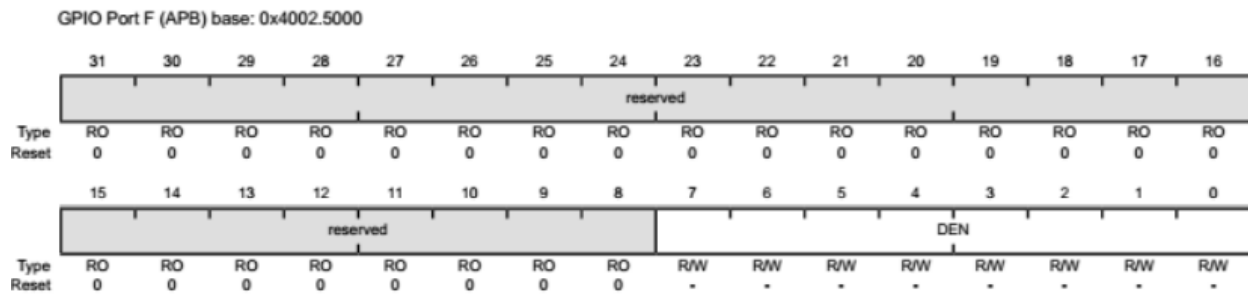 GPIO Port F (APB) base: 0x4002.5000
31 30 29 28 27 26 25 24 23 22 21 20 19 18 17 16
reserved
Type RO RO RO RO RO RO RO RO RO RO RO RO RO RO RO RO
Reset 0 0 0 0 0 0 0 0 0 0 0 0 0 0 0 0
15 14 13 12 11 10 9 8 7 6 5 4 3 2 1 0
reserved DEN
Type RO RO RO RO RO RO RO RO R/W R/W R/W R/W R/W R/W R/W R/W
Reset 0 0 0 0 0 0 0 0 - - - - - - - -